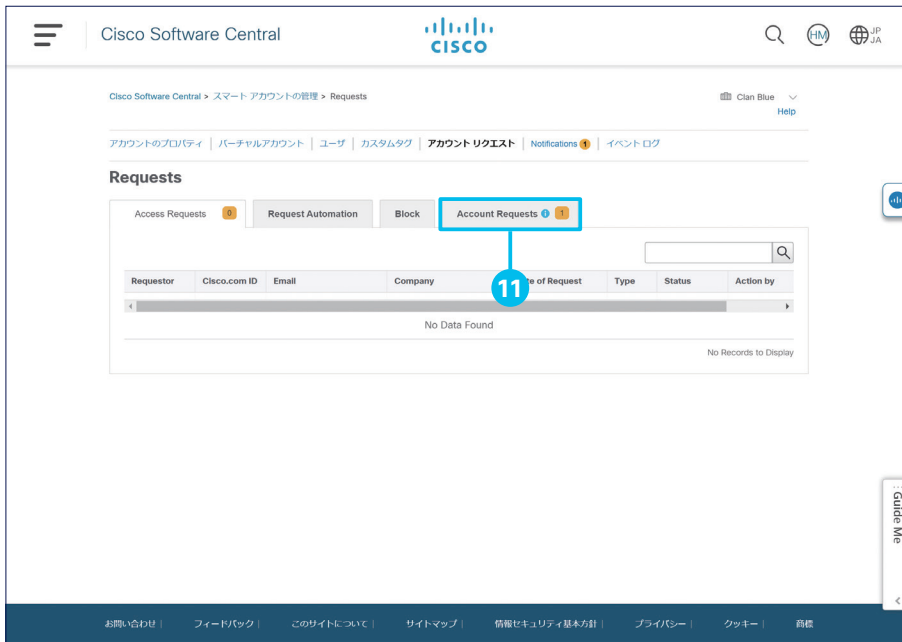 Cisco Software Central
CISCO
HM
JP
JA
Cisco Software Central > スマート アカウントの管理 > Requests
Clan Blue
Help
アカウントのプロパティ | バーチャルアカウント | ユーザ | カスタムタグ | アカウント リクエスト | Notifications 1 | イベント ログ
Requests
Access Requests 0 Request Automation Block Account Requests 1
11
Requestor Cisco.com ID Email Company of Request Type Status Action by
No Data Found
No Records to Display
Guide Me
お問い合わせ | フィードバック | このサイトについて | サイトマップ | 情報セキュリティ基本方針 | プライバシー | クッキー | 商標